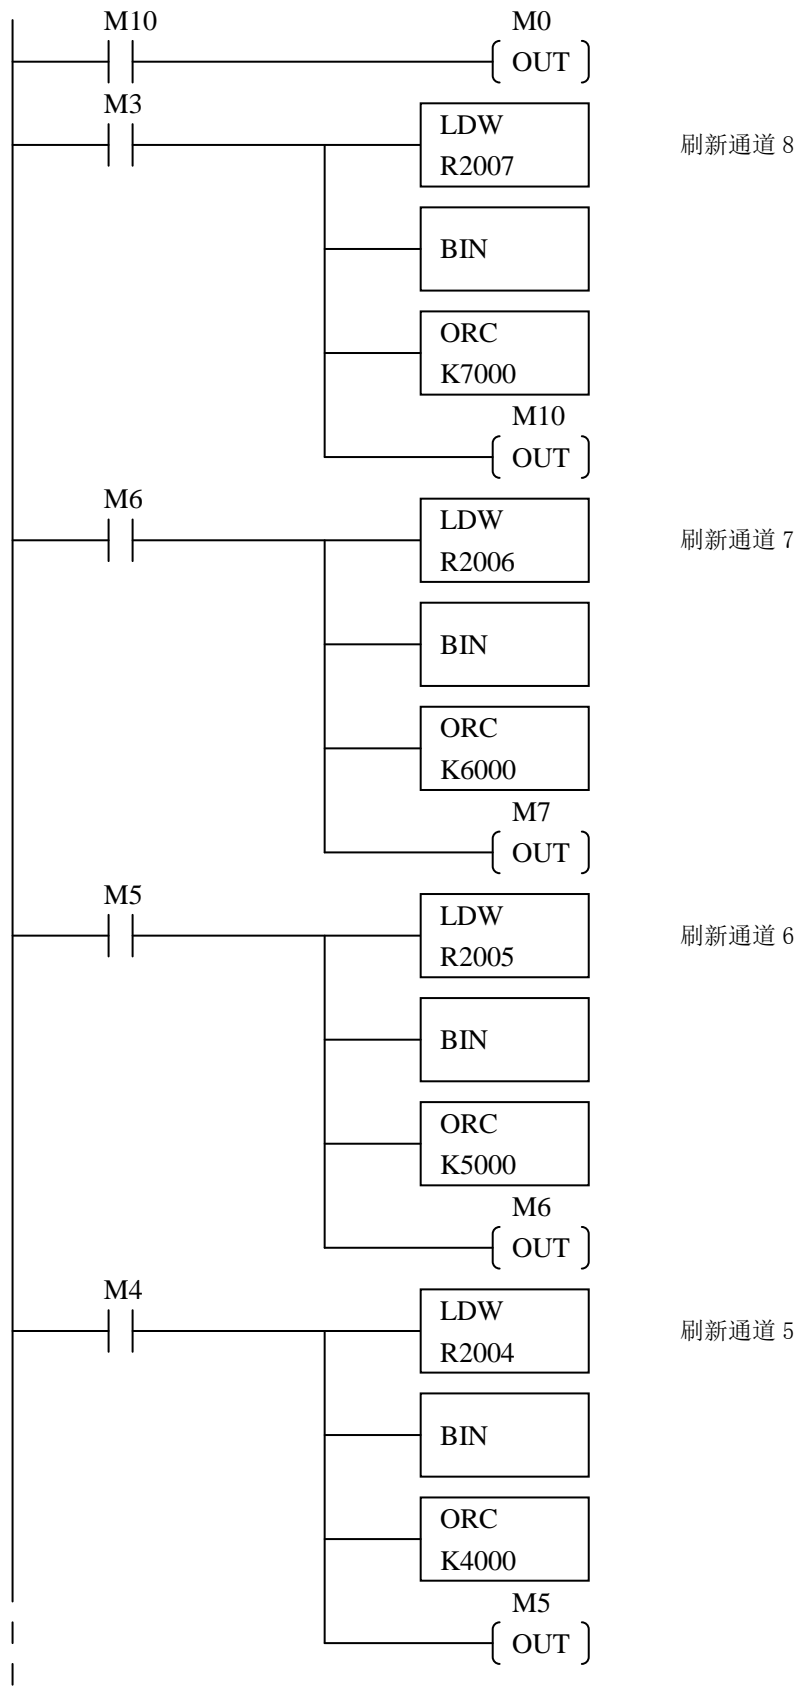 M10
M0
OUT
M3
LDW
R2007
刷新通道 8
BIN
ORC
K7000
M10
OUT
M6
LDW
R2006
刷新通道 7
BIN
ORC
K6000
M7
OUT
M5
LDW
R2005
刷新通道 6
BIN
ORC
K5000
M6
OUT
M4
LDW
R2004
刷新通道 5
BIN
ORC
K4000
M5
OUT